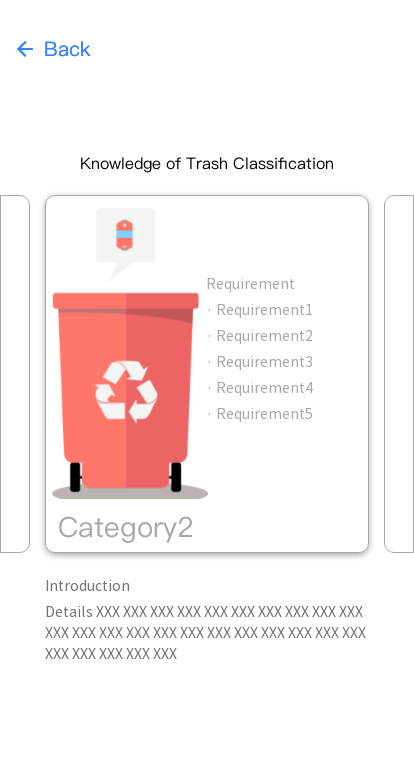 Back
Knowledge of Trash Classification
Requirement
· Requirement1
· Requirement2
· Requirement3
· Requirement4
· Requirement5
Category2
Introduction
Details XXX XXX XXX XXX XXX XXX XXX XXX XXX XXX
XXX XXX XXX XXX XXX XXX XXX XXX XXX XXX XXX XXX
XXX XXX XXX XXX XXX